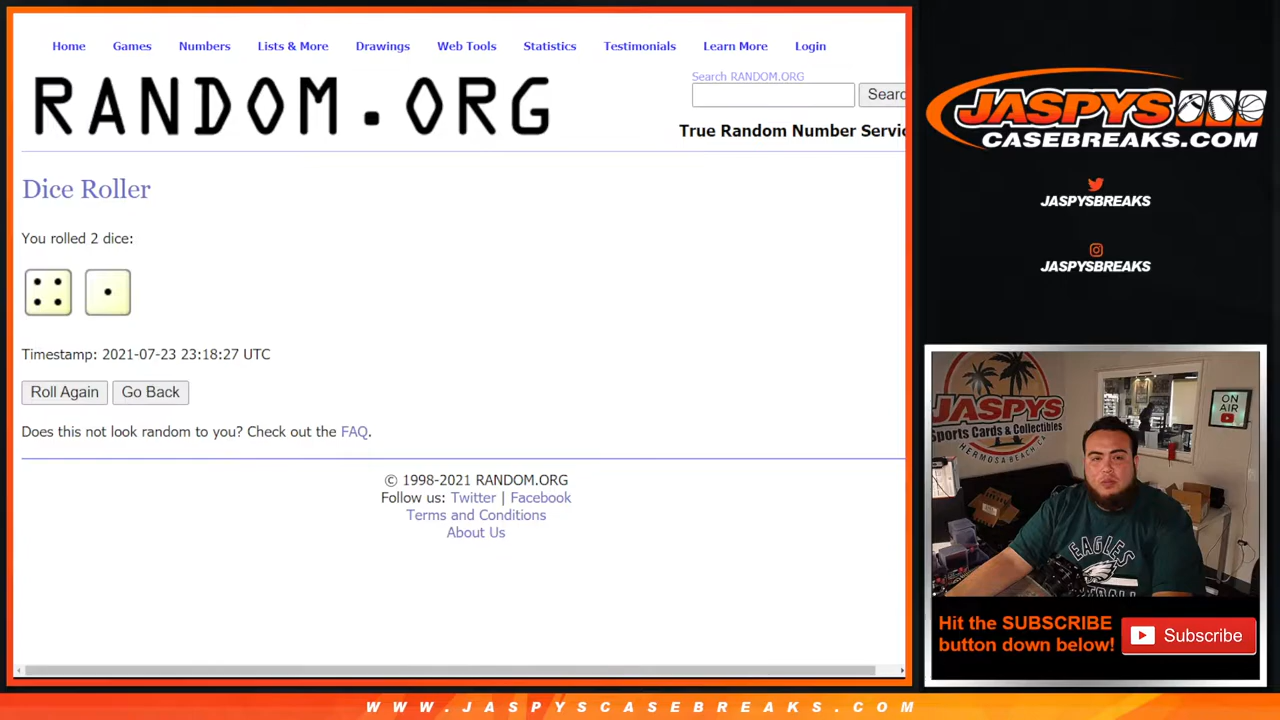 Home Games Numbers Lists & More Drawings Web Tools Statistics Testimonials Learn More Login
RANDOM.ORG
Search RANDOM.ORG
Searc
True Random Number Servic
Dice Roller
You rolled 2 dice:
Timestamp: 2021-07-23 23:18:27 UTC
Roll Again Go Back
Does this not look random to you? Check out the FAQ.
© 1998-2021 RANDOM.ORG
Follow us: Twitter | Facebook
Terms and Conditions
About Us
JASPYS
CASEBREAKS.COM
JASPYSBREAKS
JASPYSBREAKS
JASPYS
Sports Cards & Collectibles
HERMOSA BEACH, CA
ON
AIR
EAGLES
Hit the SUBSCRIBE
button down below!
Subscribe
WWW.JASPYSCASEBREAKS.COM